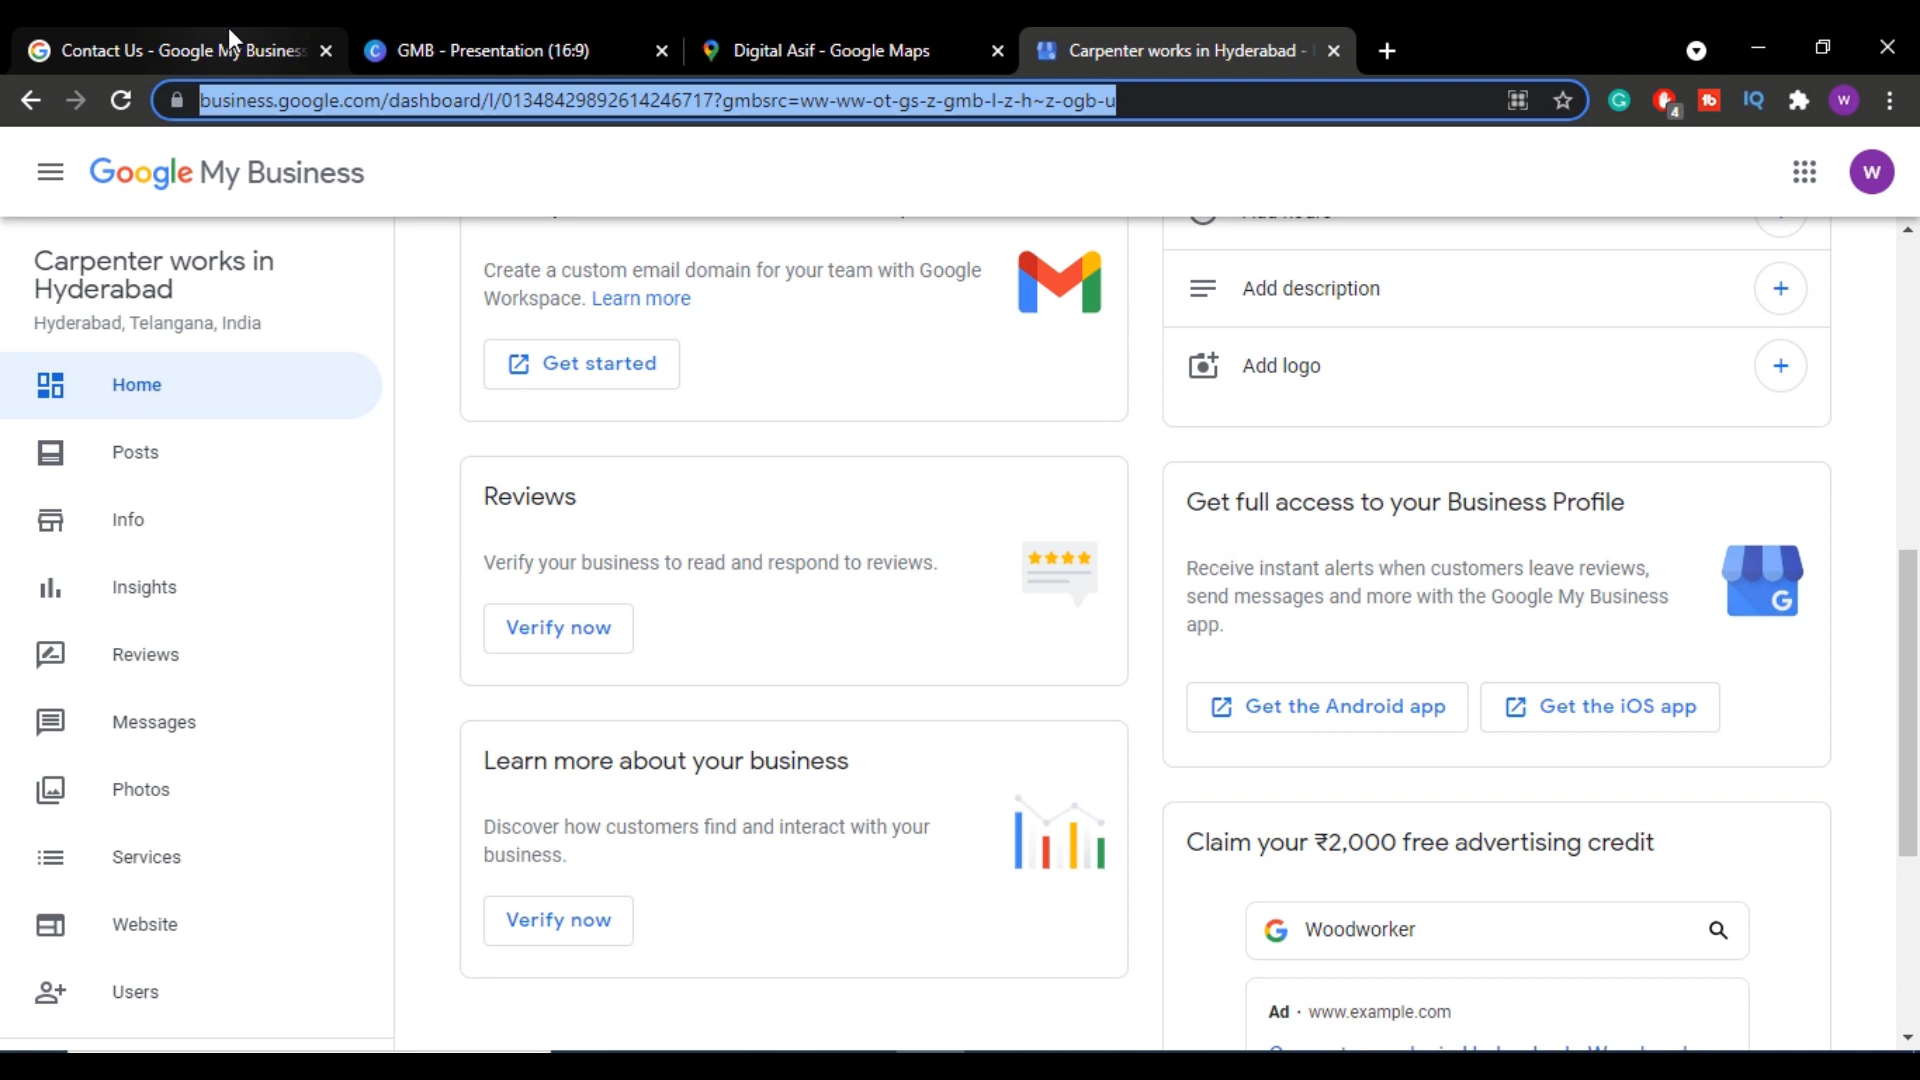 Contact Us - Google My Business
GMB - Presentation (16:9)
Digital Asif - Google Maps
Carpenter works in Hyderabad -
business.google.com/dashboard/l/01348429892614246717?gmbsrc=ww-ww-ot-gs-z-gmb-l-z-h~z-ogb-u
4
IQ
W
Google My Business
W
Carpenter works in
Hyderabad
Hyderabad, Telangana, India
Home
Posts
Info
Insights
Reviews
Messages
Photos
Services
Website
Users
Create a custom email domain for your team with Google
Workspace. Learn more
Get started
Reviews
Verify your business to read and respond to reviews.
Verify now
Learn more about your business
Discover how customers find and interact with your
business.
Verify now
Add description
Add logo
Get full access to your Business Profile
Receive instant alerts when customers leave reviews,
send messages and more with the Google My Business
app.
Get the Android app
Get the iOS app
Claim your ₹2,000 free advertising credit
Woodworker
Ad · www.example.com